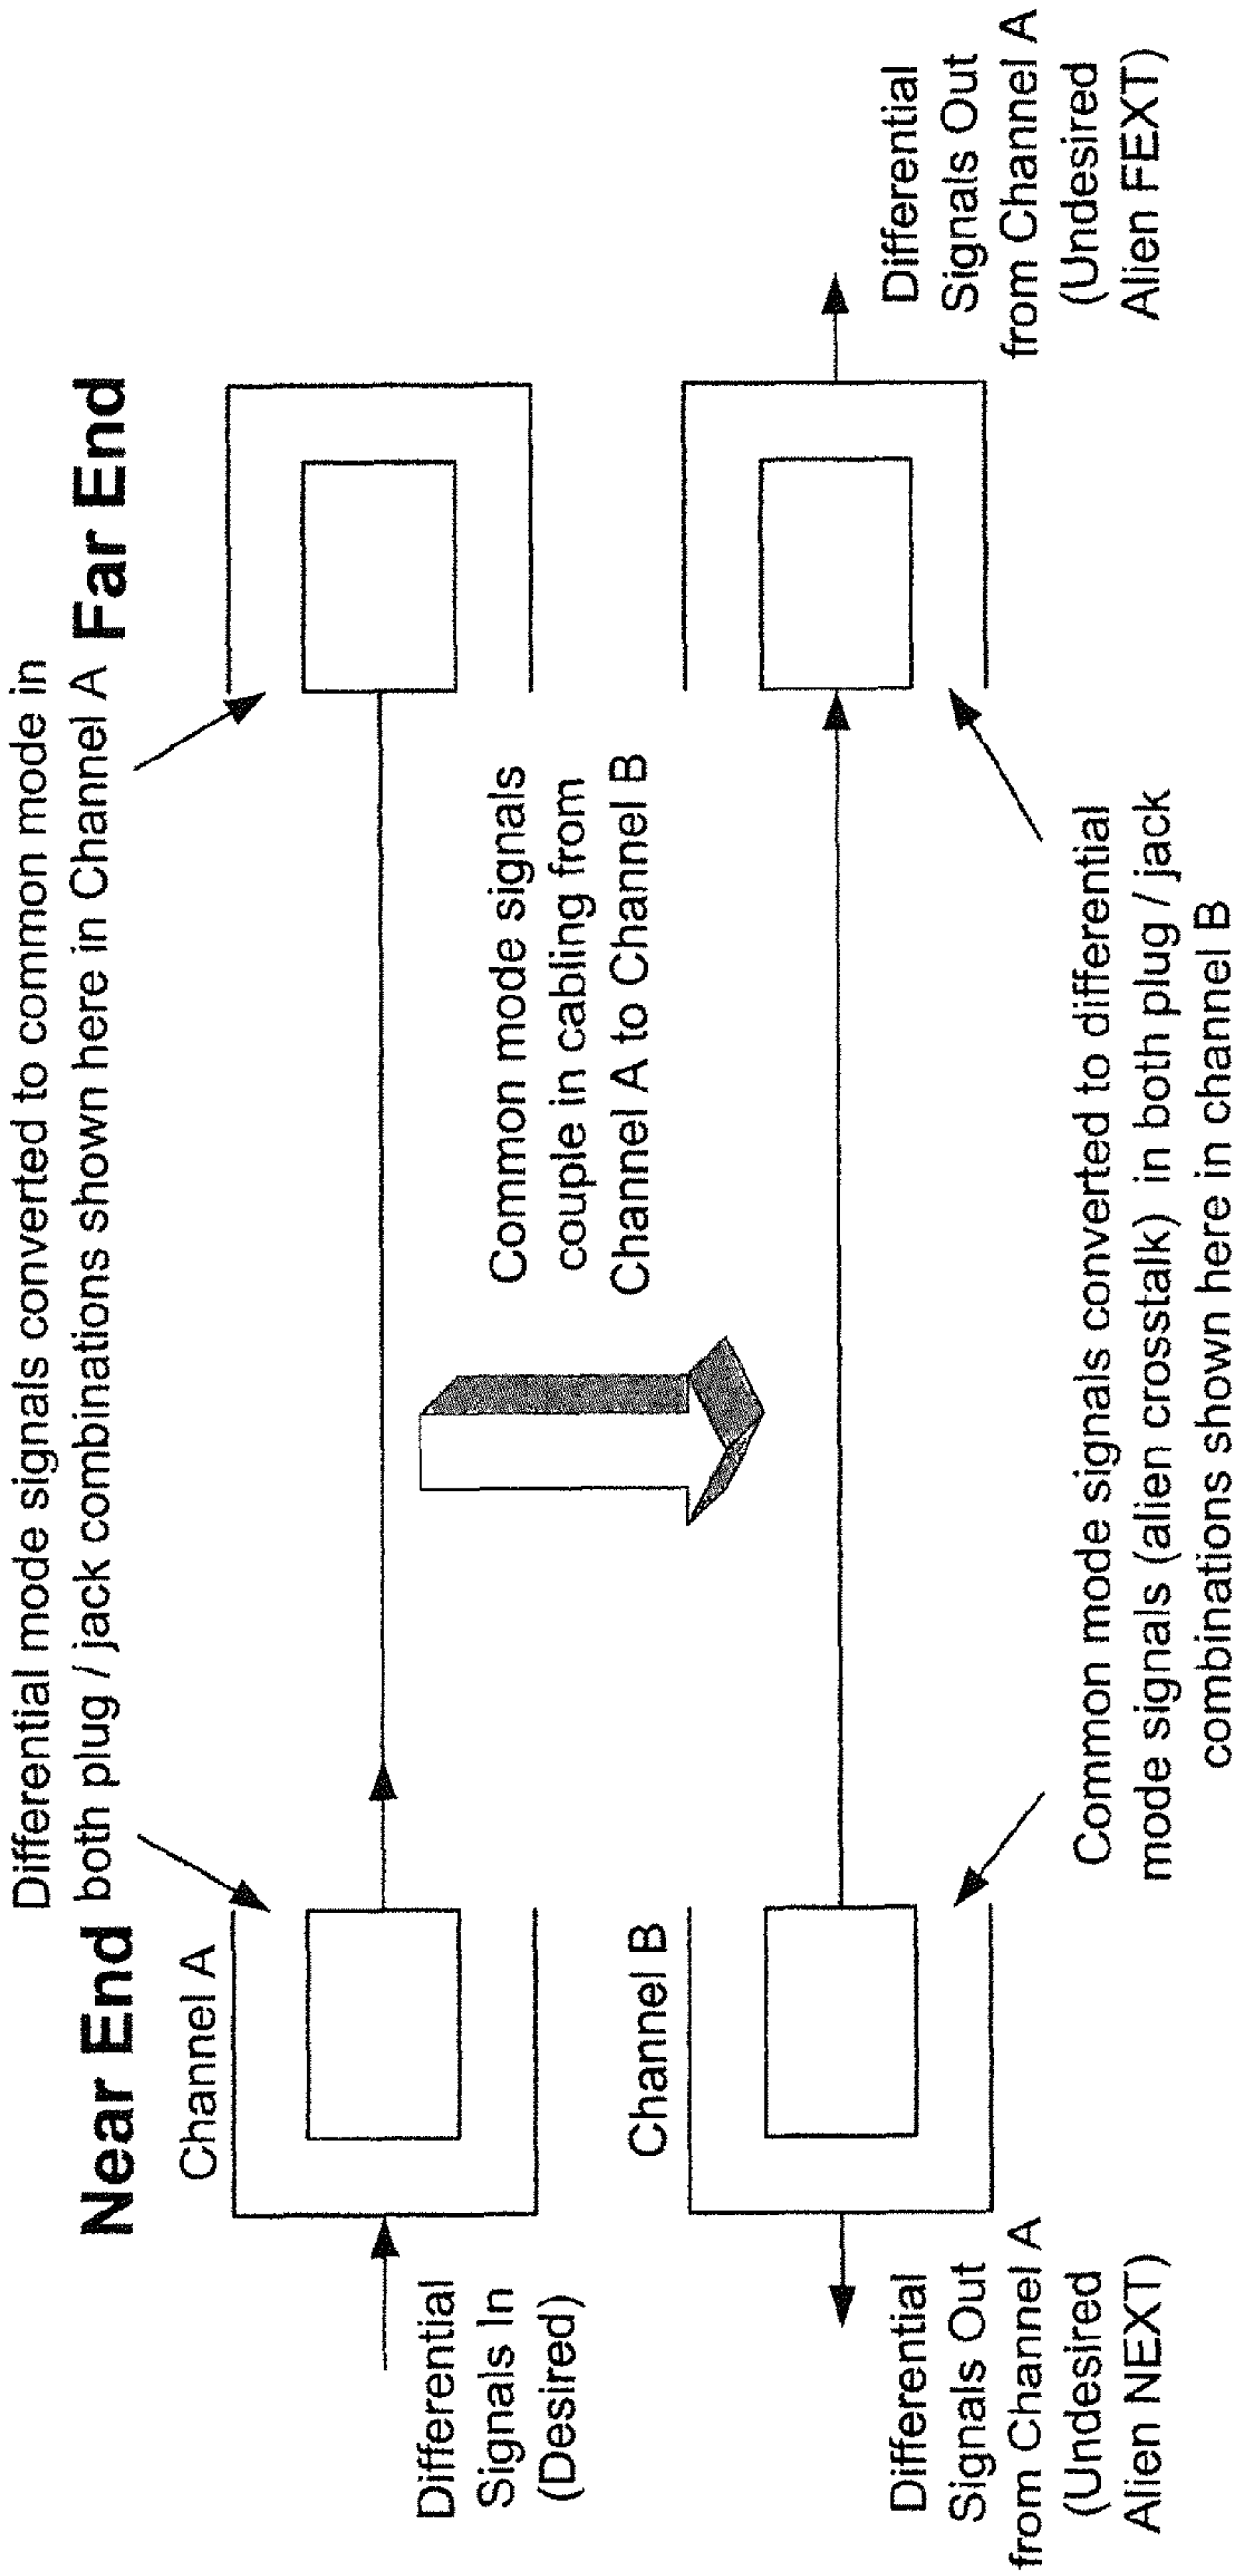 Differential mode signals converted to common mode in
both plug / jack combinations shown here in Channel A
Near End
Far End
Channel A
Differential
Signals In
(Desired)
Common mode signals
couple in cabling from
Channel A to Channel B
Channel B
Differential
Signals Out
from Channel A
(Undesired
Alien NEXT)
Differential
Signals Out
from Channel A
(Undesired
Alien FEXT)
Common mode signals converted to differential
mode signals (alien crosstalk) in both plug / jack
combinations shown here in channel B